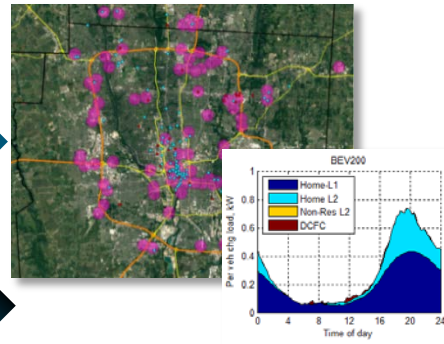 BEV200
Per veh chg load, kW
1
0.8
0.6
0.4
0.2
0
Home-L1
Home L2
Non-Res L2
DCFC
0 4 8 12 16 20 24
Time of day